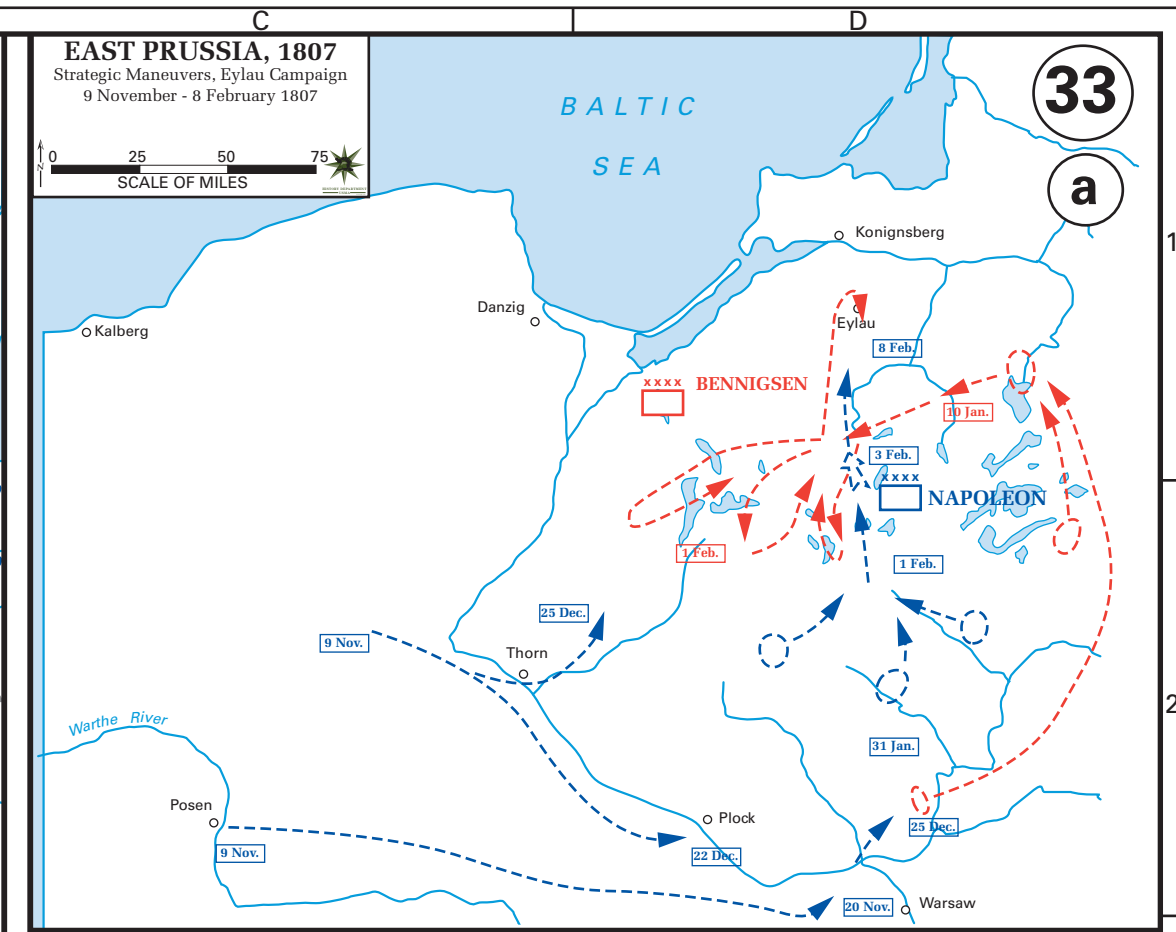 C
D
EAST PRUSSIA, 1807
Strategic Maneuvers, Eylau Campaign
9 November - 8 February 1807
N
0 25 50 75
SCALE OF MILES
33
a
BALTIC
SEA
1
Konignsberg
Danzig
Kalberg
Eylau
8 Feb.
xxxx
BENNIGSEN
10 Jan.
3 Feb.
xxxx
NAPOLEON
1 Feb.
1 Feb.
25 Dec.
9 Nov.
Thorn
2
Warthe River
31 Jan.
Posen
Plock
25 Dec.
9 Nov.
22 Dec.
20 Nov.
Warsaw